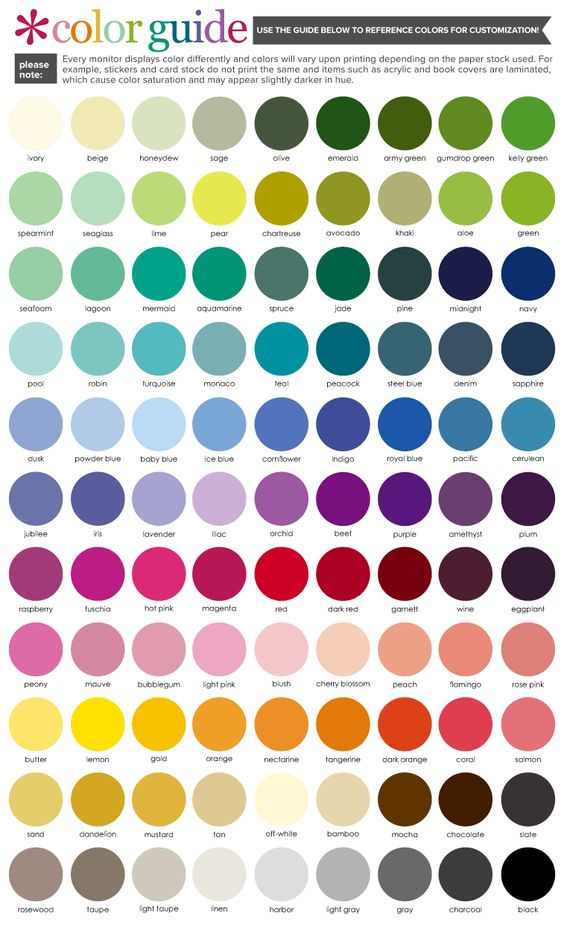 *color guide
USE THE GUIDE BELOW TO REFERENCE COLORS FOR CUSTOMIZATION!
please
note:
Every monitor displays color differently and colors will vary upon printing depending on the paper stock used. For
example, stickers and card stock do not print the same and items such as acrylic and book covers are laminated,
which cause color saturation and may appear slightly darker in hue.
ivory beige honeydew sage olive emerald army green gumdrop green kelly green
spearmint seaglass lime pear chartreuse avocado khaki aloe green
seafoam lagoon mermaid aquamarine spruce jade pine midnight navy
pool robin turquoise monaco teal peacock steel blue denim sapphire
dusk powder blue baby blue ice blue cornflower indigo royal blue pacific cerulean
jubilee iris lavender lilac orchid beet purple amethyst plum
raspberry fuschia hot pink magenta red dark red garnett wine eggplant
peony mauve bubblegum light pink blush cherry blossom peach flamingo rose pink
butter lemon gold orange nectarine tangerine dark orange coral salmon
sand dandelion mustard tan off-white bamboo mocha chocolate slate
rosewood taupe light taupe linen harbor light gray gray charcoal black